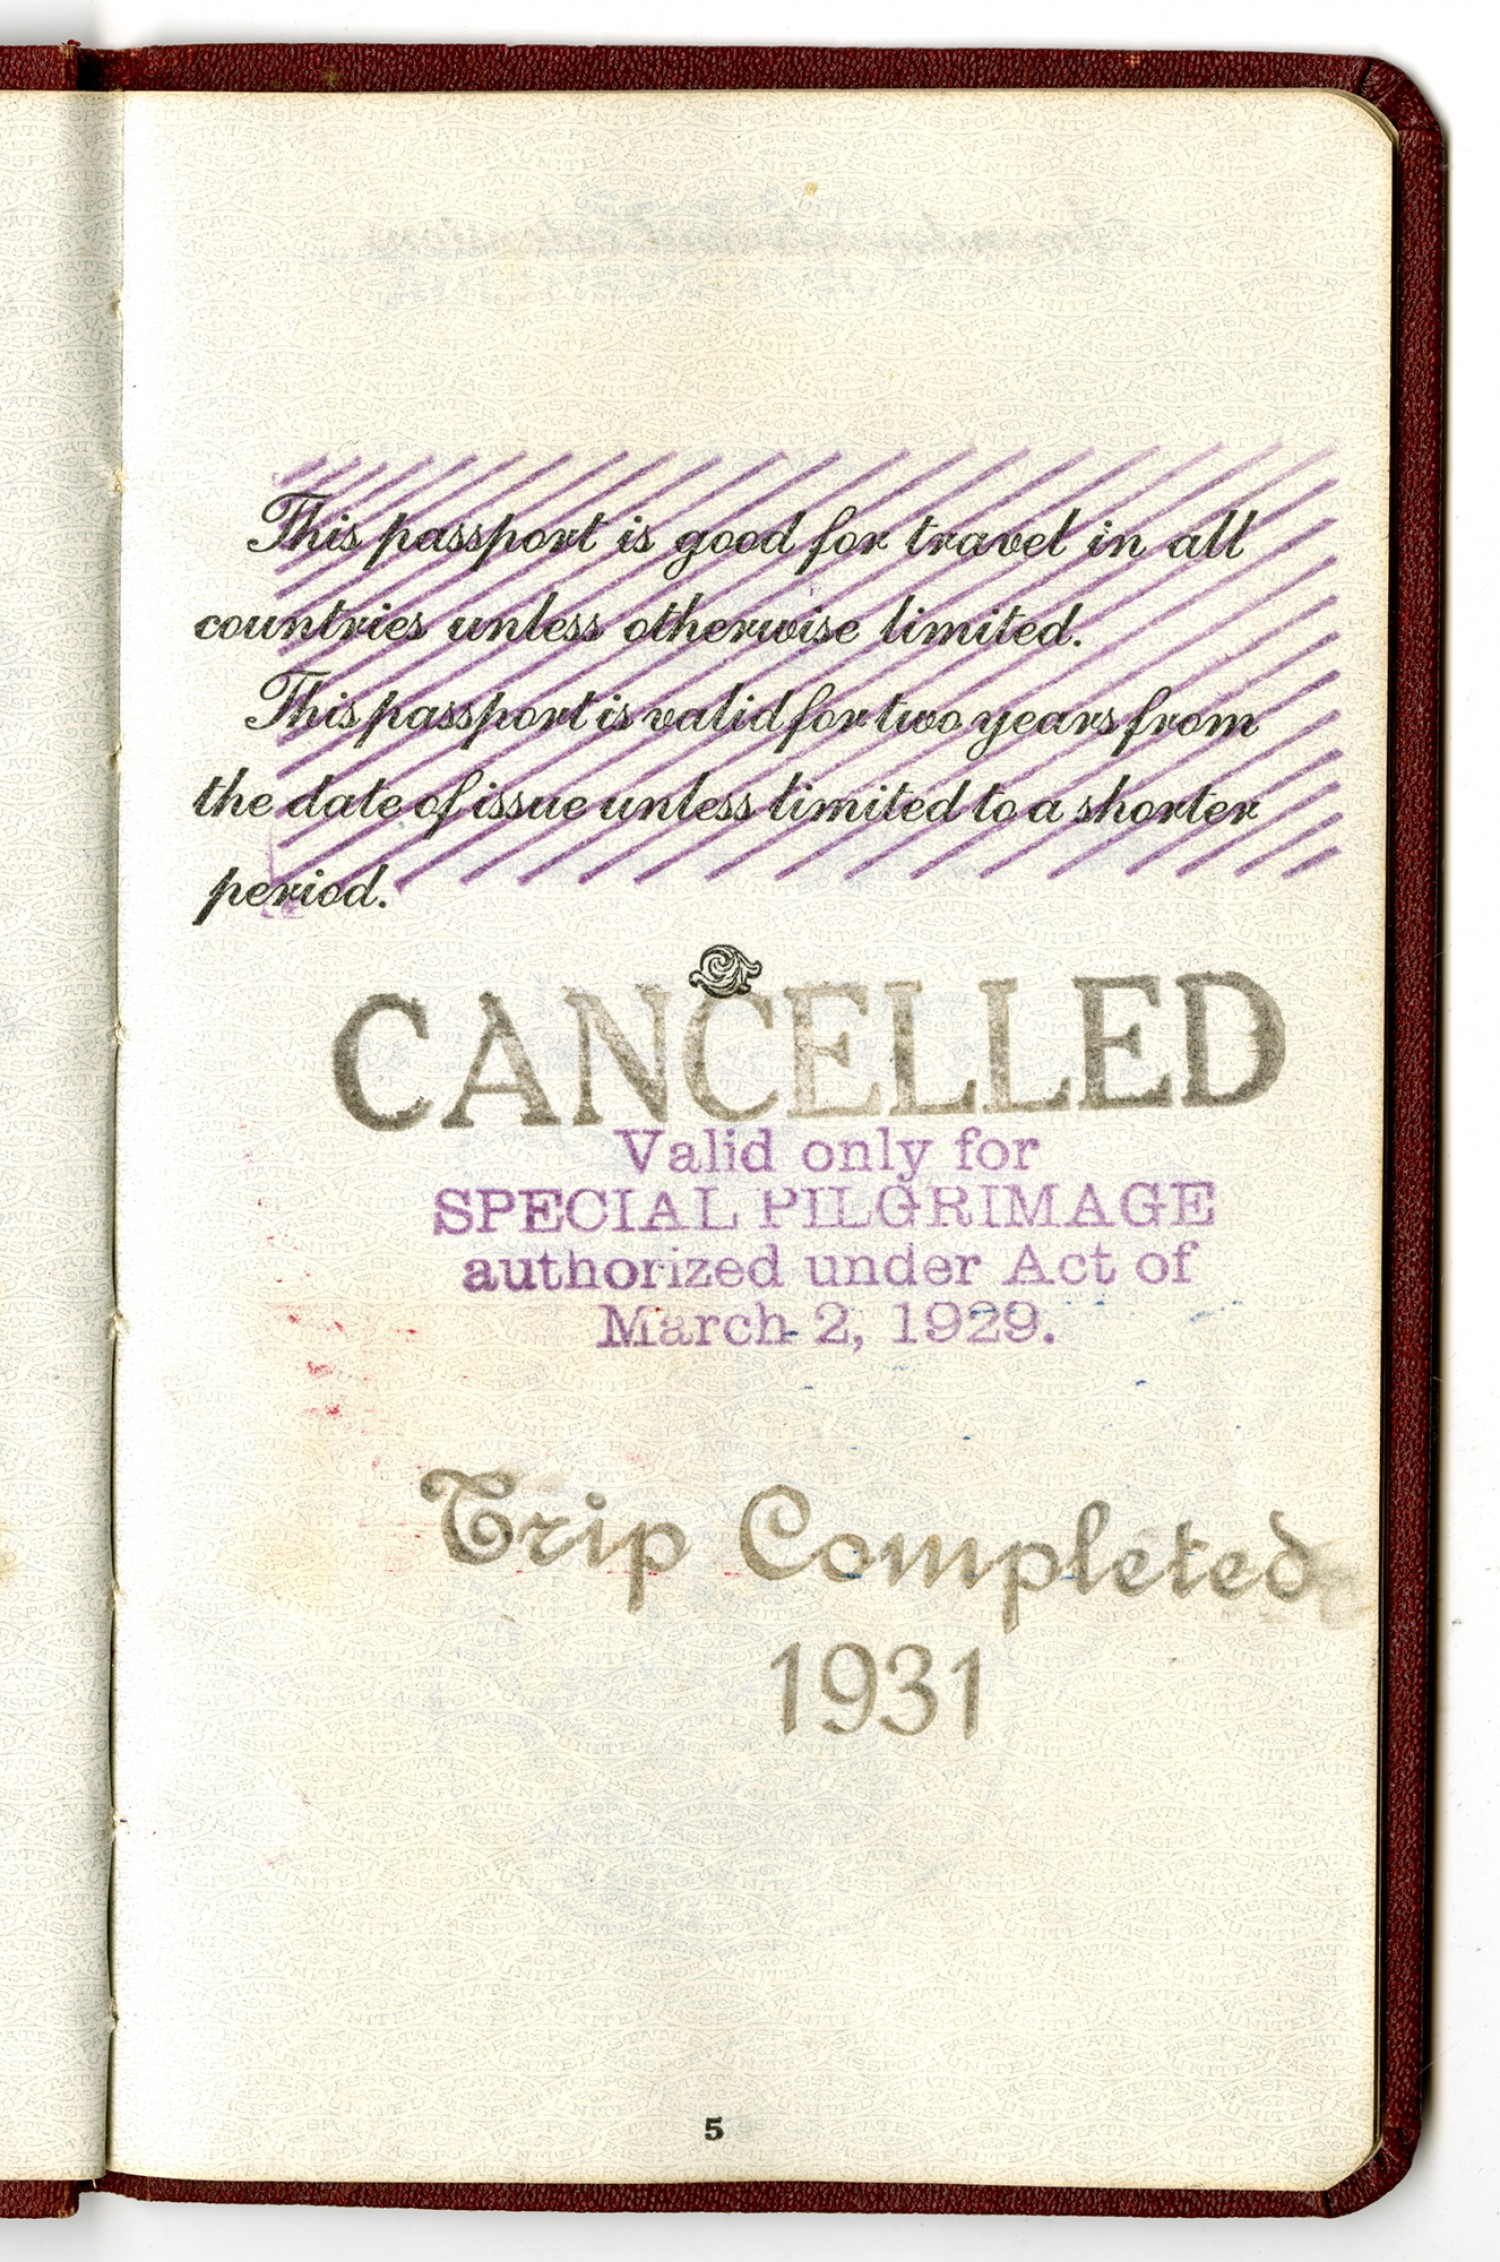 This passport is good for travel in all
countries unless otherwise limited.
This passport is valid for two years from
the date of issue unless limited to a shorter
period.
CANCELLED
Valid only for
SPECIAL PILGRIMAGE
authorized under Act of
March 2, 1929.
Trip Completed
1931
5